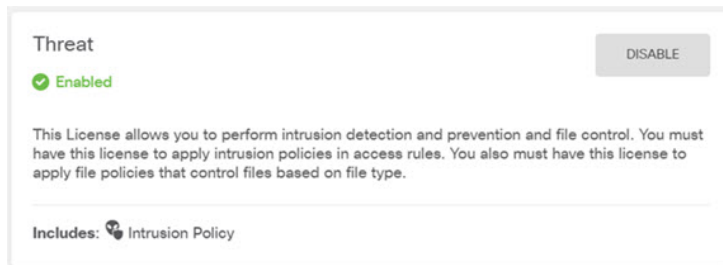 Threat
DISABLE
Enabled
This License allows you to perform intrusion detection and prevention and file control. You must
have this license to apply intrusion policies in access rules. You also must have this license to
apply file policies that control files based on file type.
Includes: Intrusion Policy